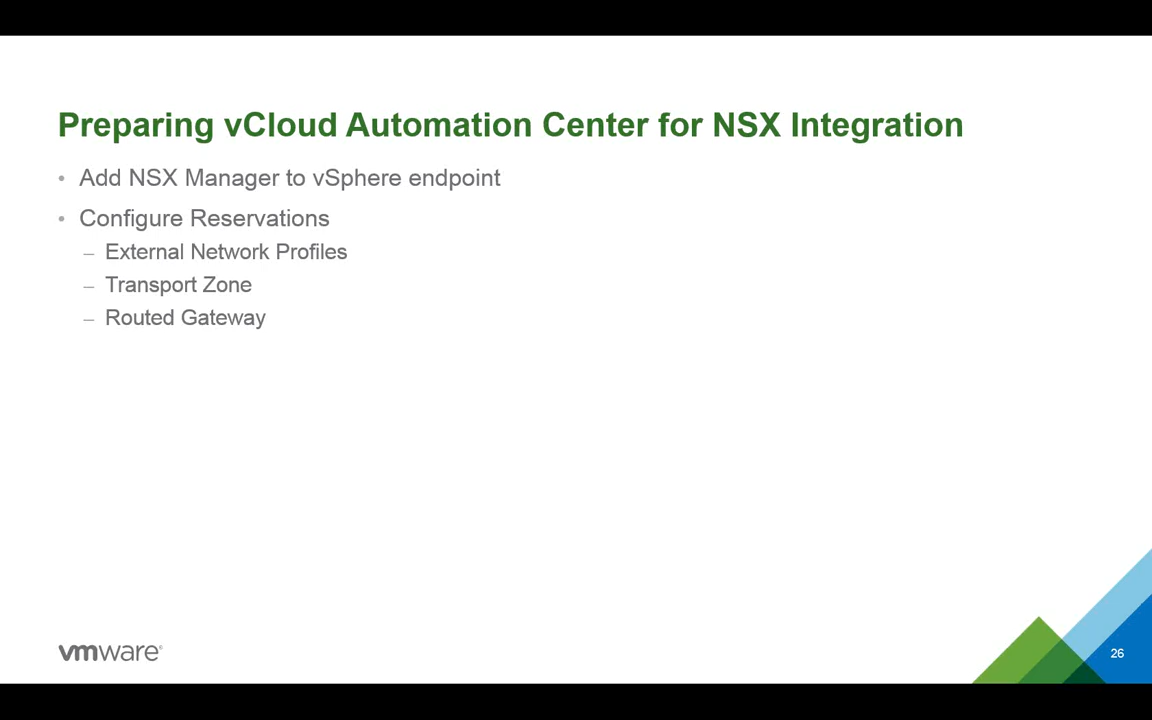 Preparing vCloud Automation Center for NSX Integration
• Add NSX Manager to vSphere endpoint
• Configure Reservations
– External Network Profiles
– Transport Zone
– Routed Gateway
vmware®
26